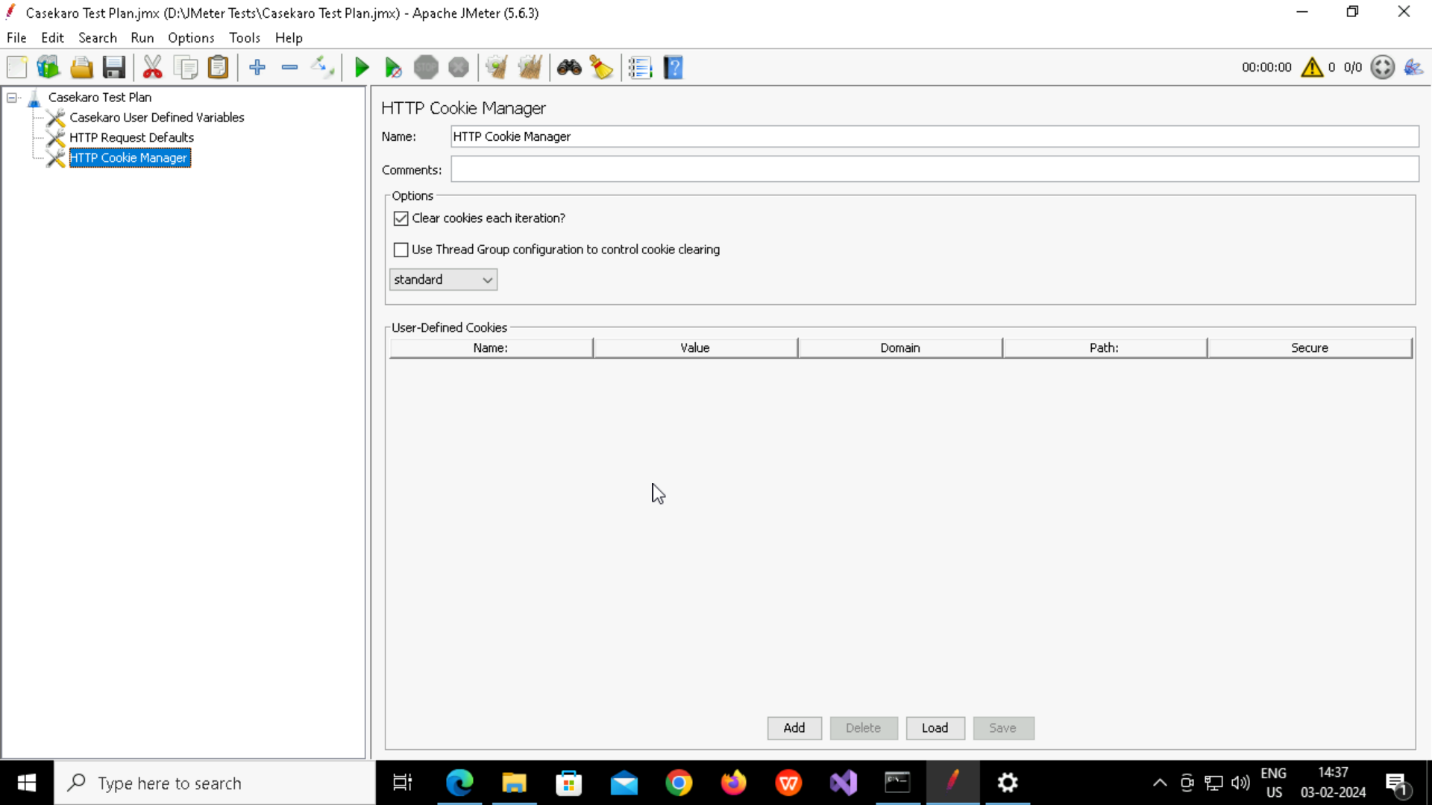 Casekaro Test Plan.jmx (D:\JMeter Tests\Casekaro Test Plan.jmx) - Apache JMeter (5.6.3)
File Edit Search Run Options Tools Help
00:00:00 0 0/0
Casekaro Test Plan
Casekaro User Defined Variables
HTTP Request Defaults
HTTP Cookie Manager
HTTP Cookie Manager
Name: HTTP Cookie Manager
Comments:
Options
Clear cookies each iteration?
Use Thread Group configuration to control cookie clearing
standard
User-Defined Cookies
Name: Value Domain Path: Secure
Add Delete Load Save
Type here to search
ENG
US
14:37
03-02-2024
1